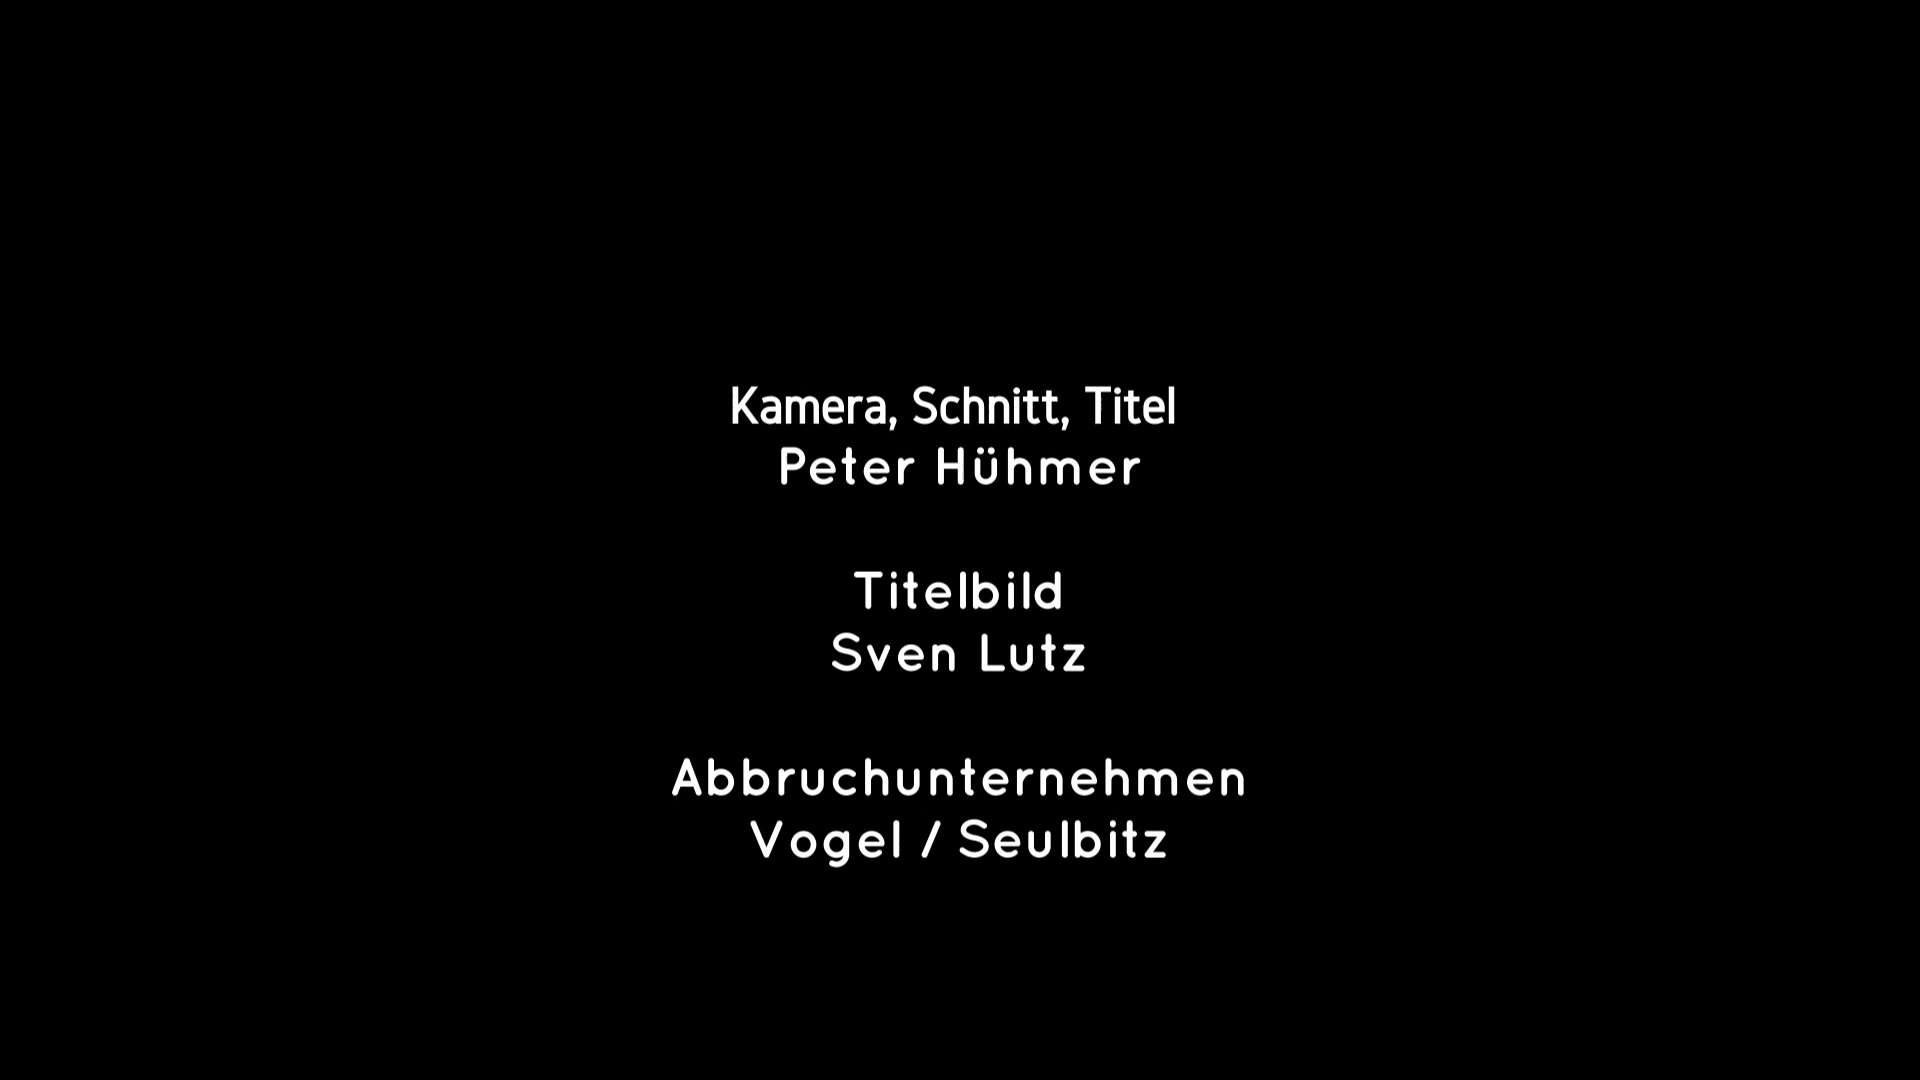 Kamera, Schnitt, Titel
Peter Hühmer
Titelbild
Sven Lutz
Abbruchunternehmen
Vogel / Seulbitz